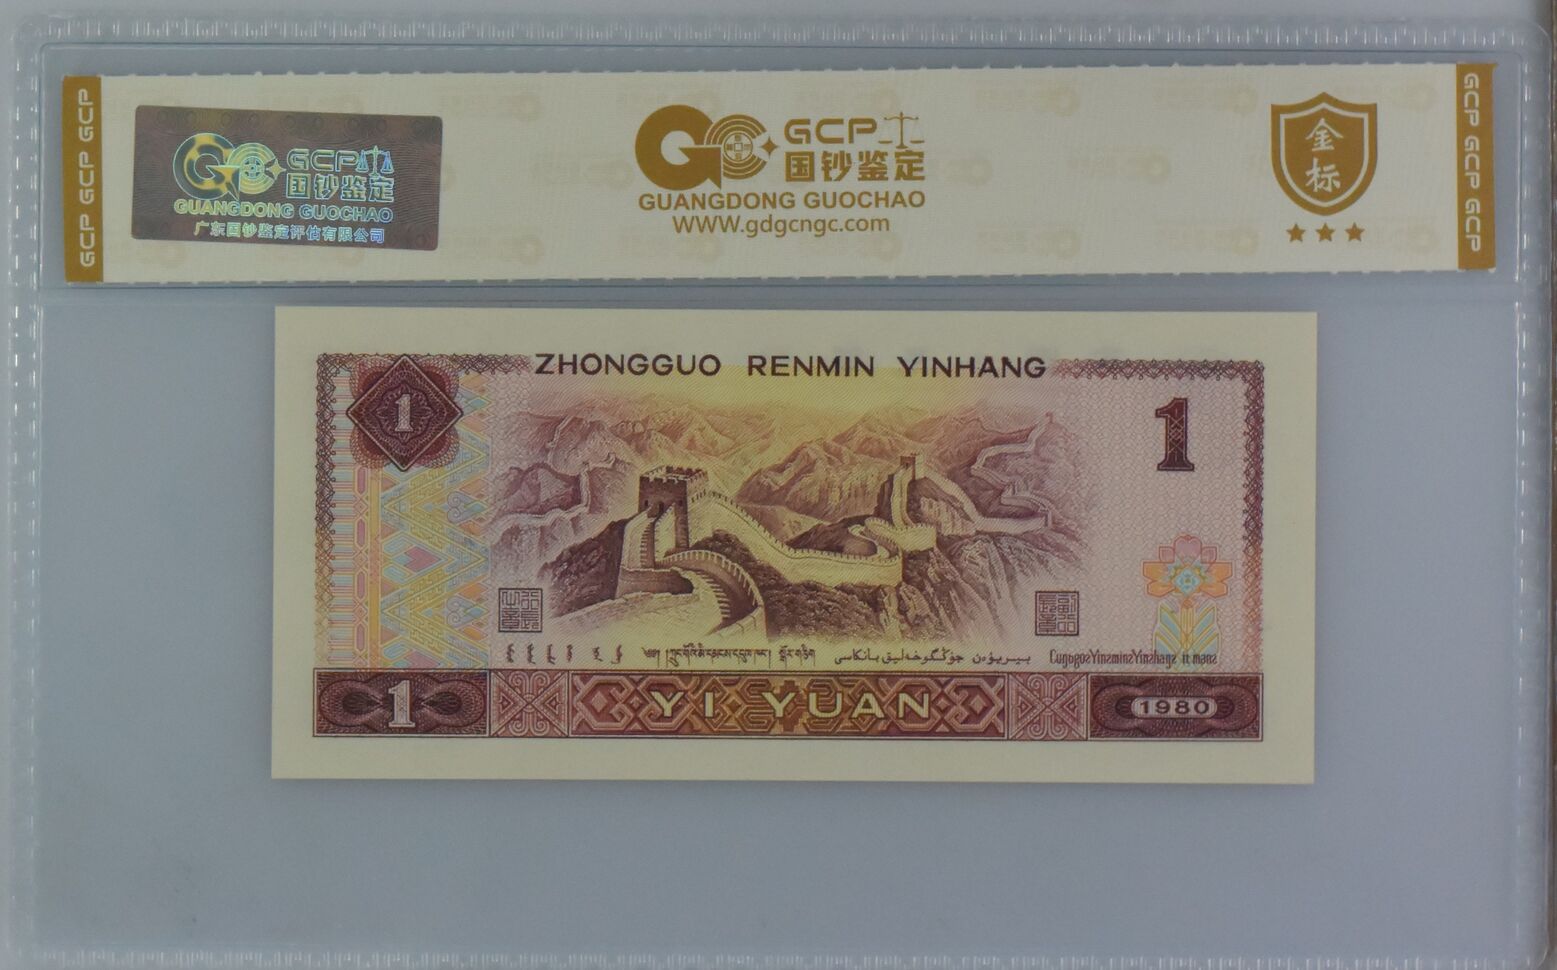 GCP GCP GCP
GCP
国钞鉴定
GUANGDONG GUOCHAO
广东国钞鉴定评估有限公司
GCP
国钞鉴定
GUANGDONG GUOCHAO
WWW.gdgcngc.com
金
标
GCP GCP GCP GCP
ZHONGGUO RENMIN YINHANG
1
1
1
YI YUAN
1980